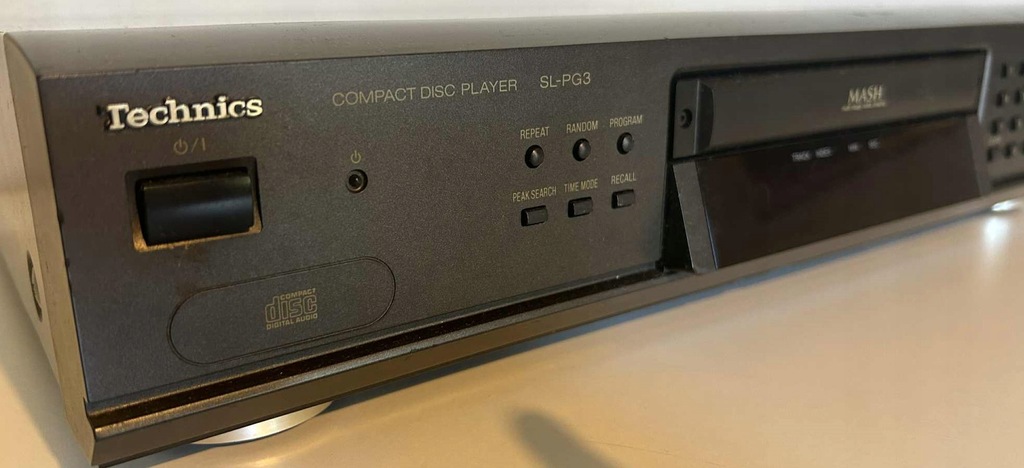 Technics
COMPACT DISC PLAYER SL-PG3
⏻/I
⏻
REPEAT RANDOM PROGRAM
PEAK SEARCH TIME MODE RECALL
MASH
COMPACT
disc
DIGITAL AUDIO